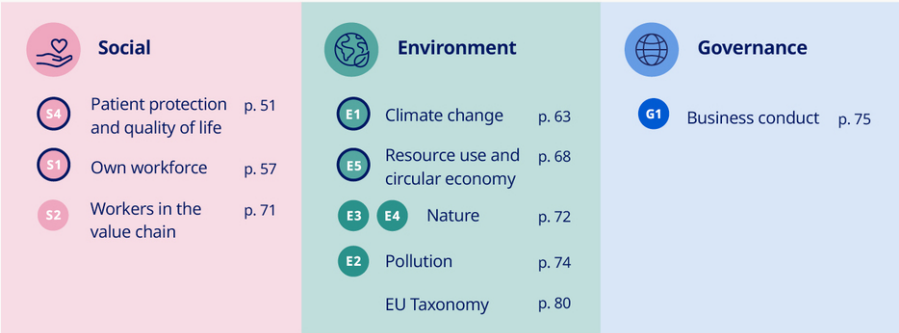 Social
S4 Patient protection p. 51
and quality of life
S1 Own workforce p. 57
S2 Workers in the p. 71
value chain
Environment
E1 Climate change p. 63
E5 Resource use and p. 68
circular economy
E3 E4 Nature p. 72
E2 Pollution p. 74
EU Taxonomy p. 80
Governance
G1 Business conduct p. 75